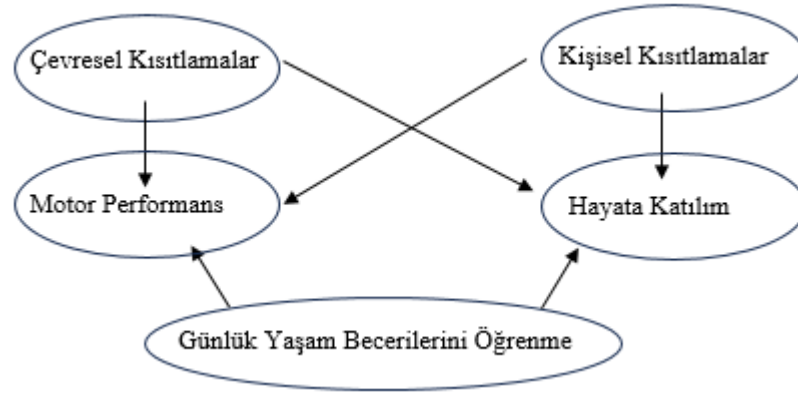 Çevresel Kısıtlamalar
Kişisel Kısıtlamalar
Motor Performans
Hayata Katılım
Günlük Yaşam Becerilerini Öğrenme